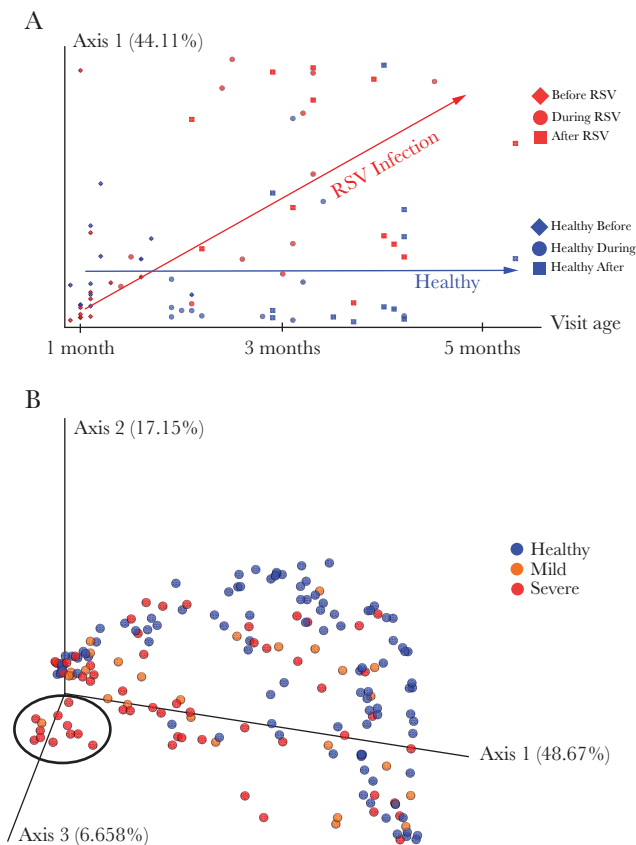 A
Axis 1 (44.11%)
Before RSV
During RSV
After RSV
RSV Infection
Healthy Before
Healthy During
Healthy After
Healthy
Visit age
1 month
3 months
5 months
B
Axis 2 (17.15%)
Healthy
Mild
Severe
Axis 1 (48.67%)
Axis 3 (6.658%)